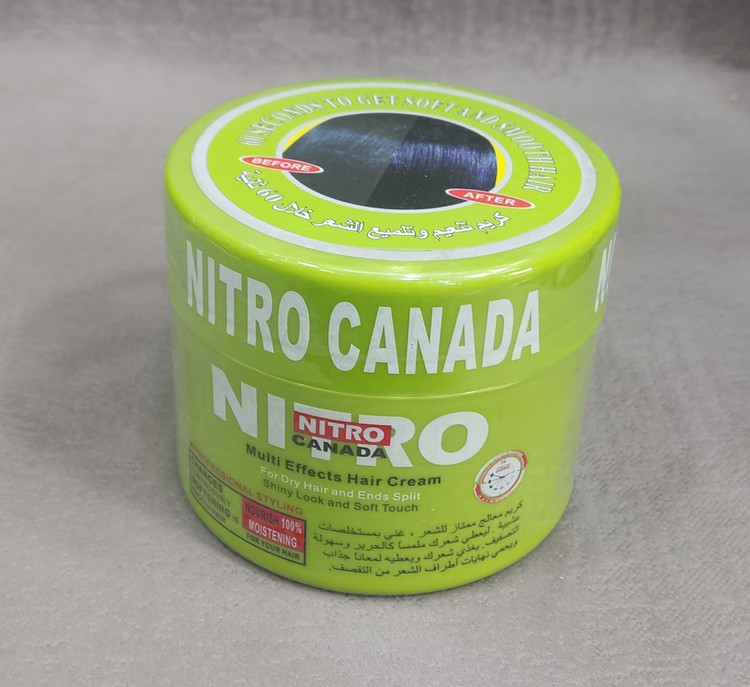 60 SECONDS TO GET SOFT AND SMOOTH HAIR
BEFORE
AFTER
كريم تنعيم وتلميع الشعر خلال 60 ثانية
NITRO CANADA
N
NITRO
NITRO
CANADA
Multi Effects Hair Cream
For Dry Hair and Ends Split
Shiny Look and Soft Touch
PROFESSIONAL STYLING
CHANGES
SOFTENING
NOURISH 100%
MOISTENING
FOR YOUR HAIR
كريم معالج ممتاز للشعر ، غني بمستخلصات
عشبية . ليعطي شعرك ملمساً كالحرير وسهولة
التصفيف. يغذي شعرك ويعطيه لمعاناً جذاب
ويحمي نهايات أطراف الشعر من التقصف.